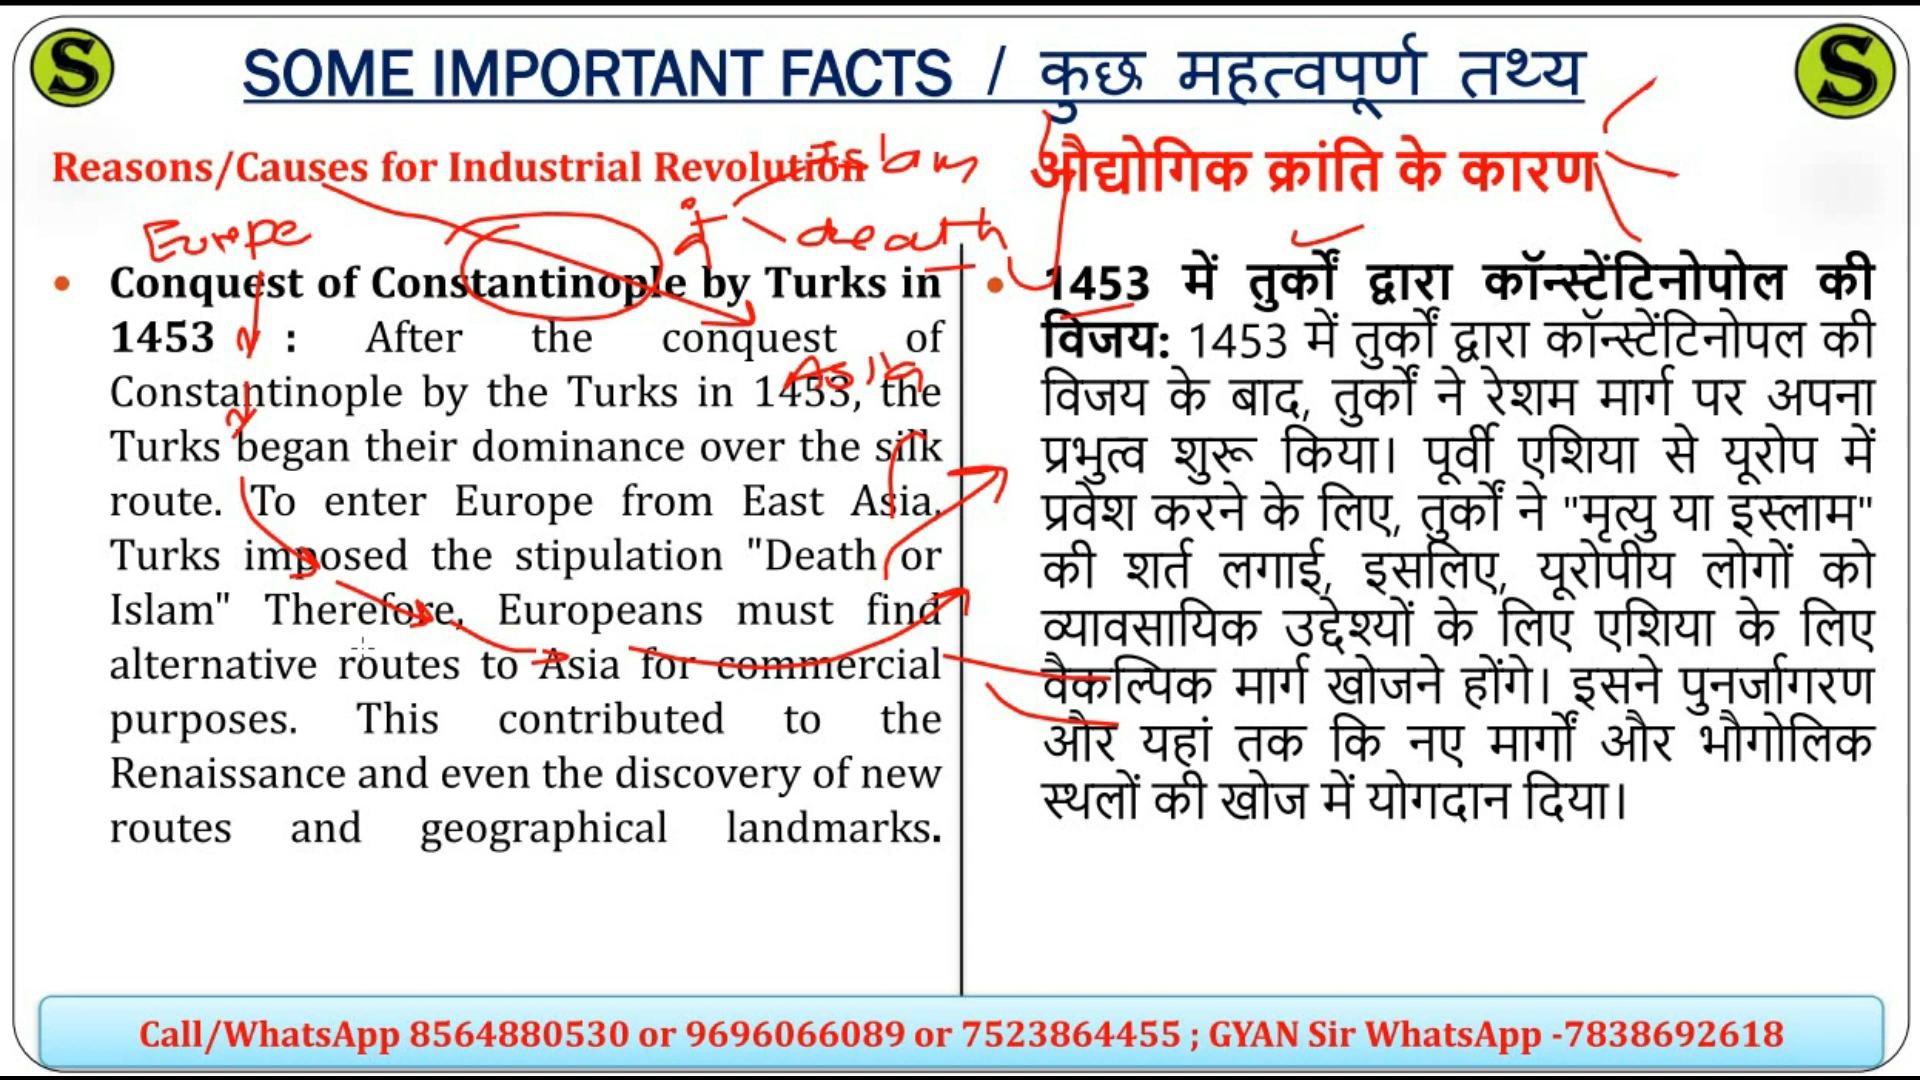 S
SOME IMPORTANT FACTS / कुछ महत्वपूर्ण तथ्य
S
Reasons/Causes for Industrial Revolution
Islam
death
Europe
Asia
Conquest of Constantinople by Turks in
1453 : After the conquest of
Constantinople by the Turks in 1453, the
Turks began their dominance over the silk
route. To enter Europe from East Asia,
Turks imposed the stipulation "Death or
Islam" Therefore, Europeans must find
alternative routes to Asia for commercial
purposes. This contributed to the
Renaissance and even the discovery of new
routes and geographical landmarks.
औद्योगिक क्रांति के कारण
1453 में तुर्कों द्वारा कॉन्स्टेंटिनोपोल की
विजय: 1453 में तुर्कों द्वारा कॉन्स्टेंटिनोपल की
विजय के बाद, तुर्कों ने रेशम मार्ग पर अपना
प्रभुत्व शुरू किया। पूर्वी एशिया से यूरोप में
प्रवेश करने के लिए, तुर्कों ने "मृत्यु या इस्लाम"
की शर्त लगाई, इसलिए, यूरोपीय लोगों को
व्यावसायिक उद्देश्यों के लिए एशिया के लिए
वैकल्पिक मार्ग खोजने होंगे। इसने पुनर्जागरण
और यहां तक कि नए मार्गों और भौगोलिक
स्थलों की खोज में योगदान दिया।
Call/WhatsApp 8564880530 or 9696066089 or 7523864455 ; GYAN Sir WhatsApp -7838692618